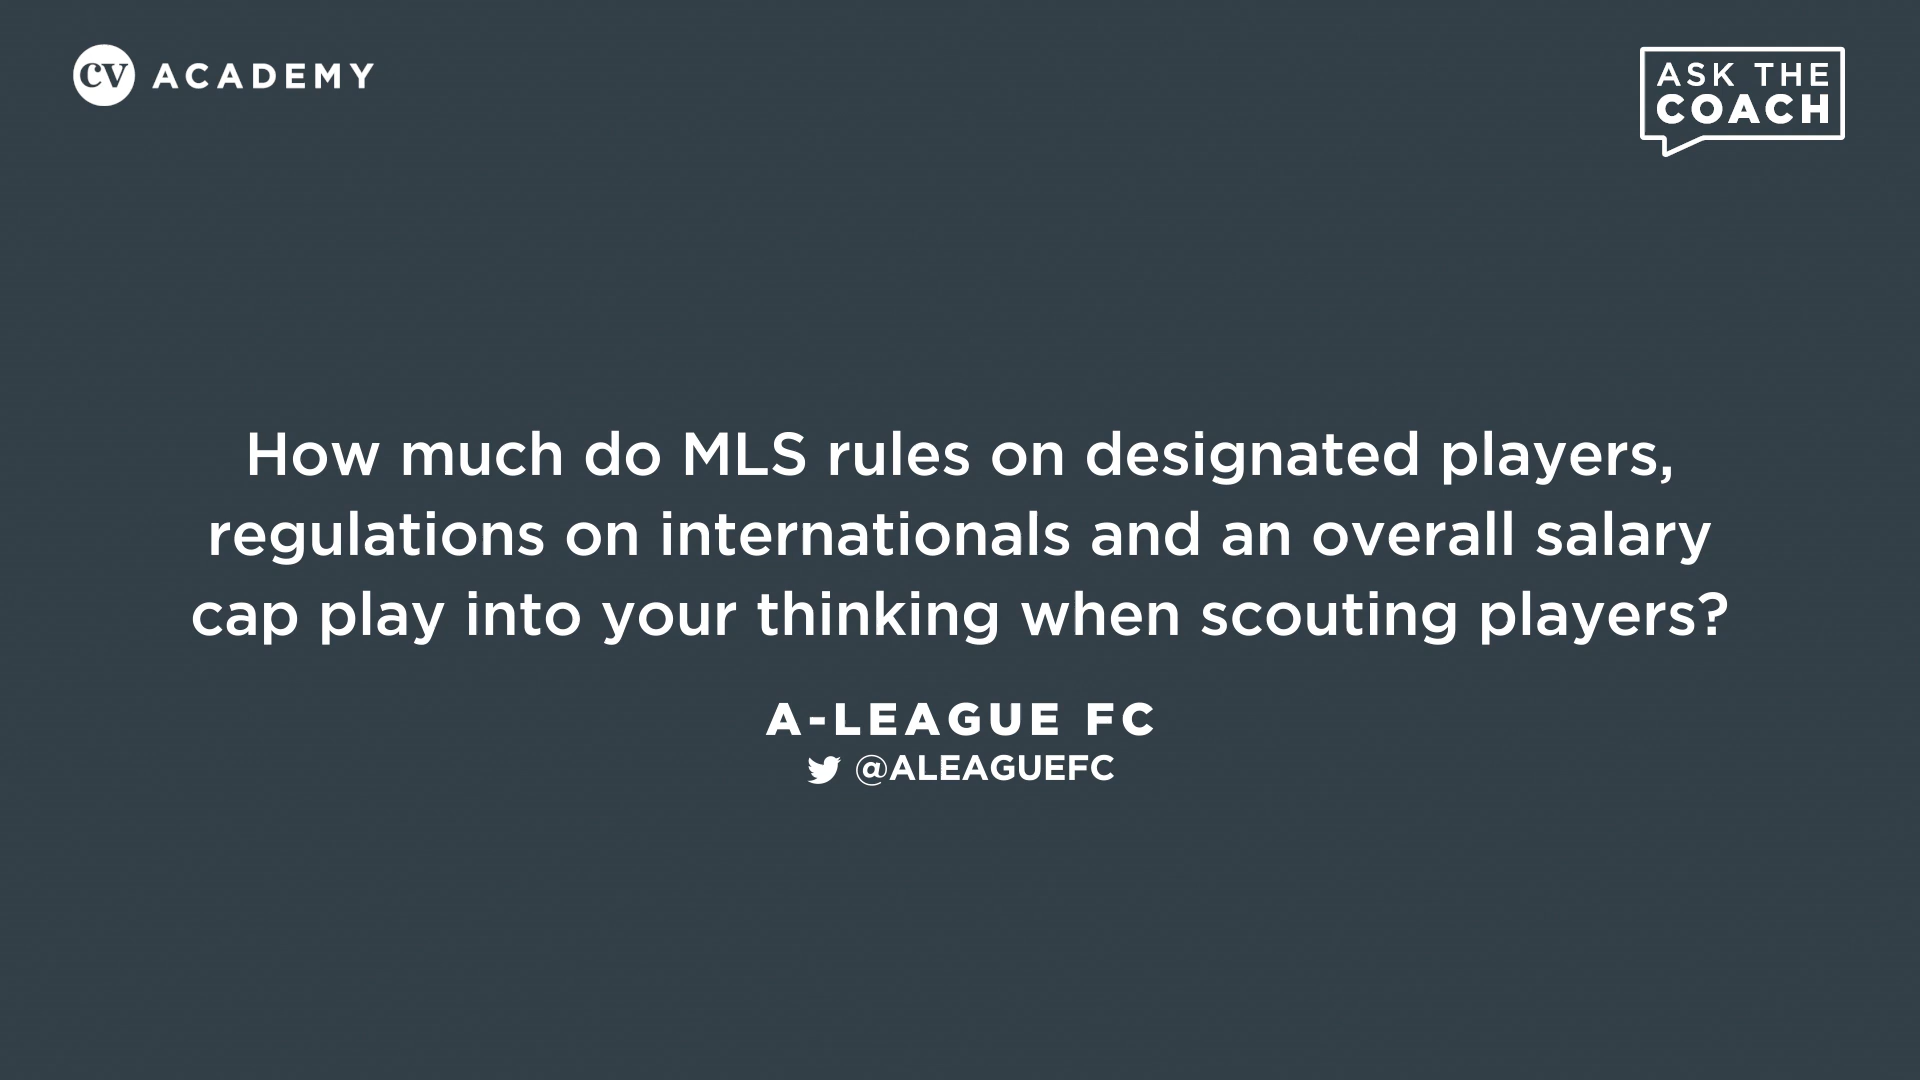 CV ACADEMY
ASK THE
COACH
How much do MLS rules on designated players,
regulations on internationals and an overall salary
cap play into your thinking when scouting players?
A-LEAGUE FC
@ALEAGUEFC